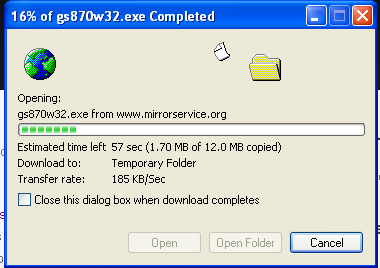 16% of gs870w32.exe Completed
Opening:
gs870w32.exe from www.mirrorservice.org
Estimated time left 57 sec (1.70 MB of 12.0 MB copied)
Download to: Temporary Folder
Transfer rate: 185 KB/Sec
Close this dialog box when download completes
Open Open Folder Cancel